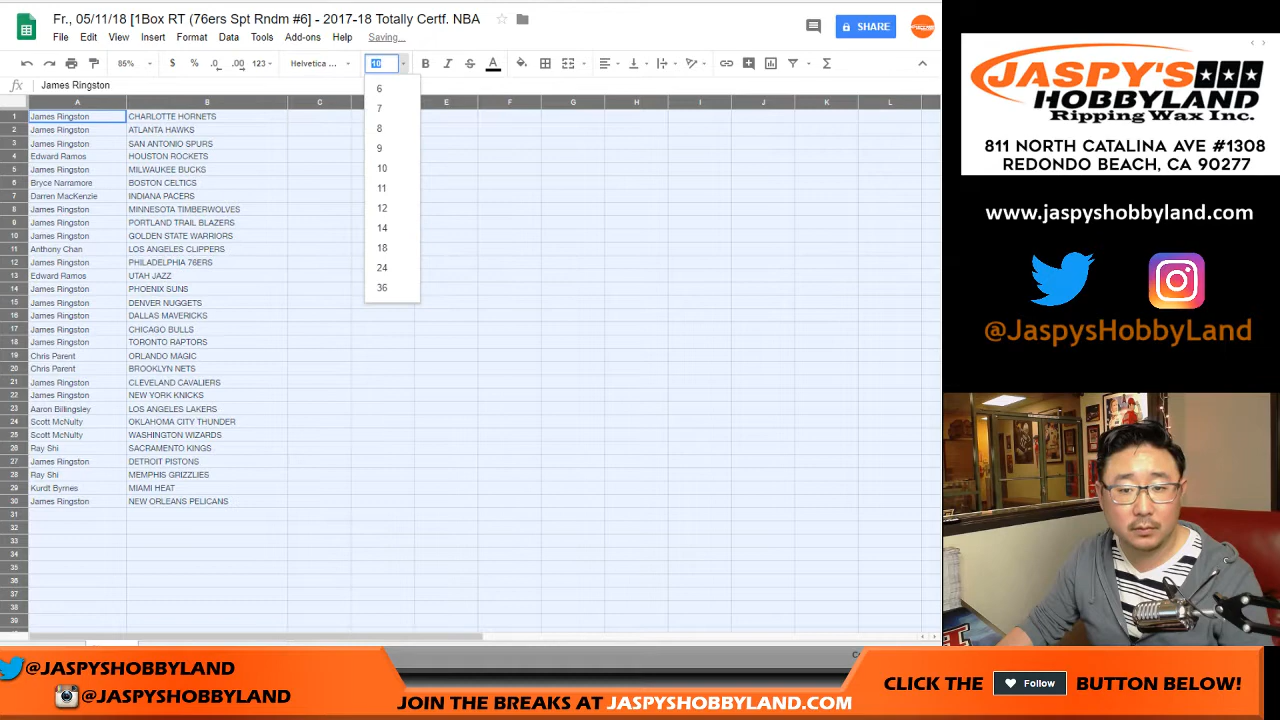 Fr., 05/11/18 [1Box RT (76ers Spt Rndm #6] - 2017-18 Totally Certf. NBA
File Edit View Insert Format Data Tools Add-ons Help Saving...
SHARE
85% $ % .0 .00 123 Helvetica ... 10 B I S A Σ
fx James Ringston
A B C E F G H I J K L
1 James Ringston CHARLOTTE HORNETS
2 James Ringston ATLANTA HAWKS
3 James Ringston SAN ANTONIO SPURS
4 Edward Ramos HOUSTON ROCKETS
5 James Ringston MILWAUKEE BUCKS
6 Bryce Narramore BOSTON CELTICS
7 Darren MacKenzie INDIANA PACERS
8 James Ringston MINNESOTA TIMBERWOLVES
9 James Ringston PORTLAND TRAIL BLAZERS
10 James Ringston GOLDEN STATE WARRIORS
11 Anthony Chan LOS ANGELES CLIPPERS
12 James Ringston PHILADELPHIA 76ERS
13 Edward Ramos UTAH JAZZ
14 James Ringston PHOENIX SUNS
15 James Ringston DENVER NUGGETS
16 James Ringston DALLAS MAVERICKS
17 James Ringston CHICAGO BULLS
18 James Ringston TORONTO RAPTORS
19 Chris Parent ORLANDO MAGIC
20 Chris Parent BROOKLYN NETS
21 James Ringston CLEVELAND CAVALIERS
22 James Ringston NEW YORK KNICKS
23 Aaron Billingsley LOS ANGELES LAKERS
24 Scott McNulty OKLAHOMA CITY THUNDER
25 Scott McNulty WASHINGTON WIZARDS
26 Ray Shi SACRAMENTO KINGS
27 James Ringston DETROIT PISTONS
28 Ray Shi MEMPHIS GRIZZLIES
29 Kurdt Byrnes MIAMI HEAT
30 James Ringston NEW ORLEANS PELICANS
31
32
33
34
35
36
37
38
39
6
7
8
9
10
11
12
14
18
24
36
JASPY'S
HOBBYLAND
Ripping Wax Inc.
811 NORTH CATALINA AVE #1308
REDONDO BEACH, CA 90277
www.jaspyshobbyland.com
@JaspysHobbyLand
@JASPYSHOBBYLAND
@JASPYSHOBBYLAND
JOIN THE BREAKS AT JASPYSHOBBYLAND.COM
CLICK THE Follow BUTTON BELOW!